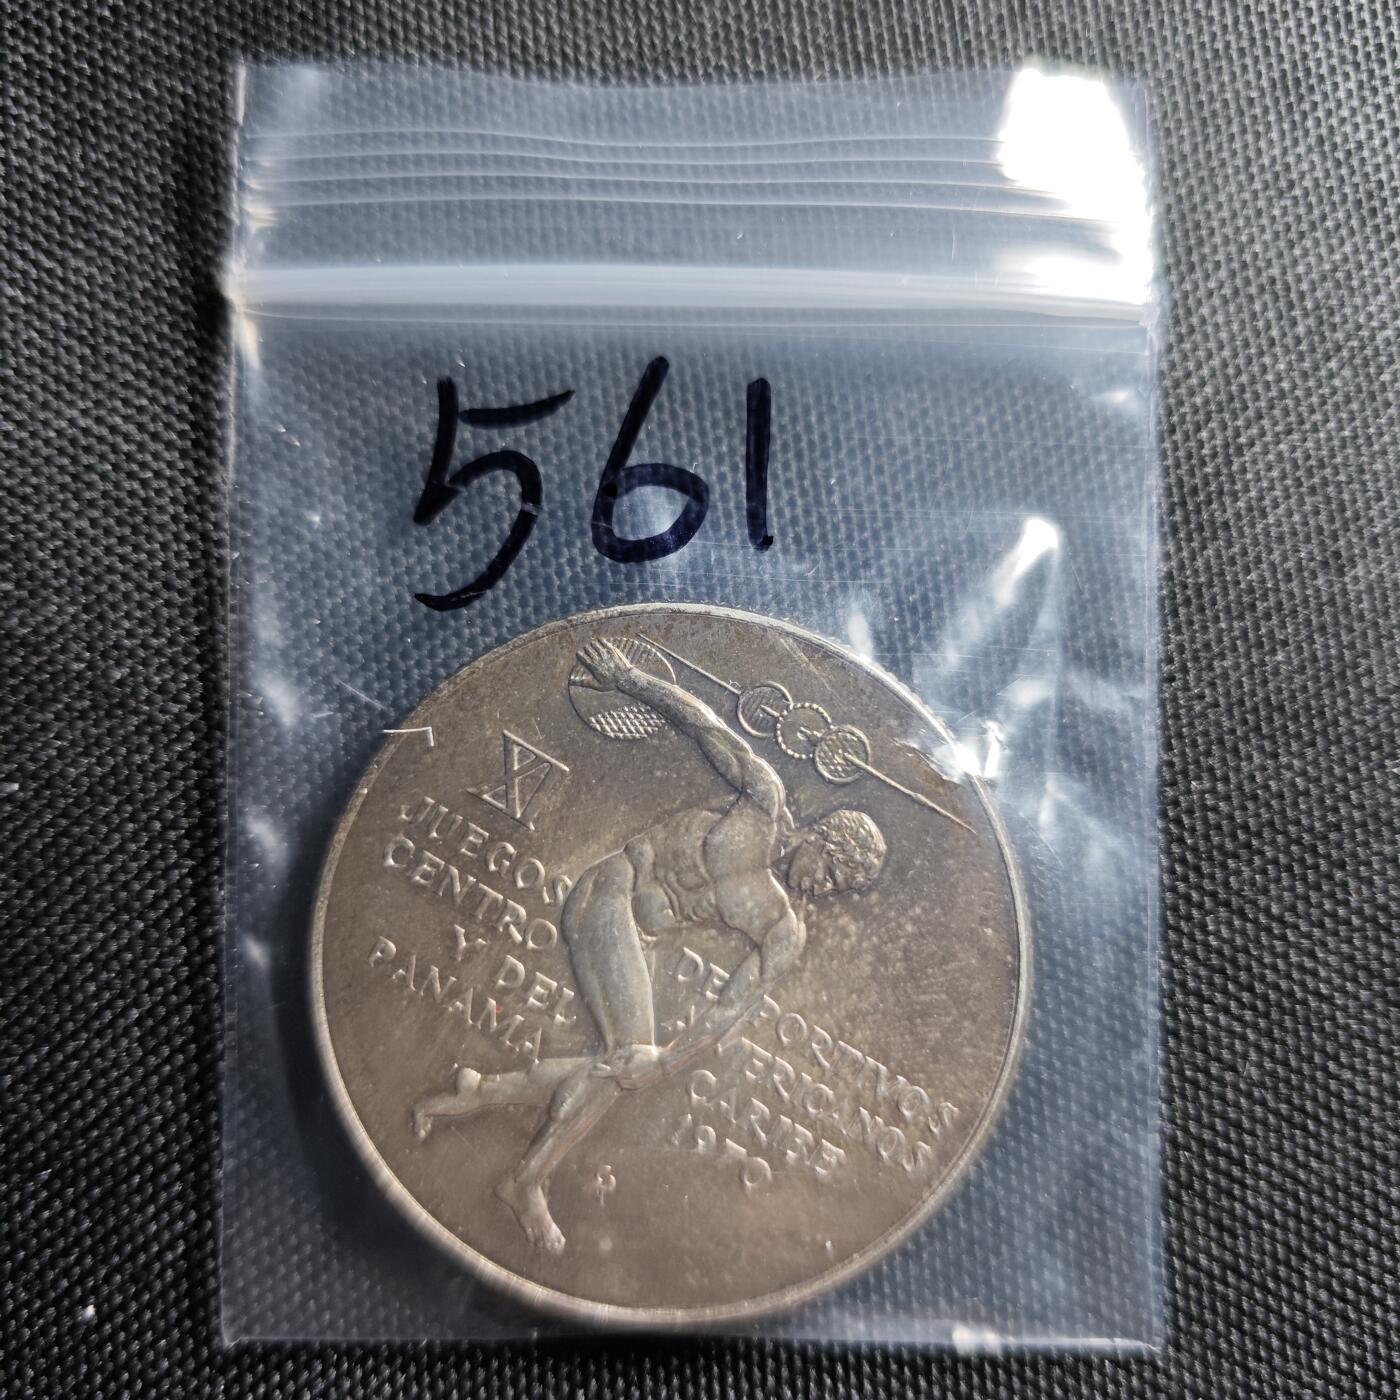 561
XI
JUEGOS DEPORTIVOS
CENTRO AMERICANOS
Y DEL CARIBE
PANAMA 1970